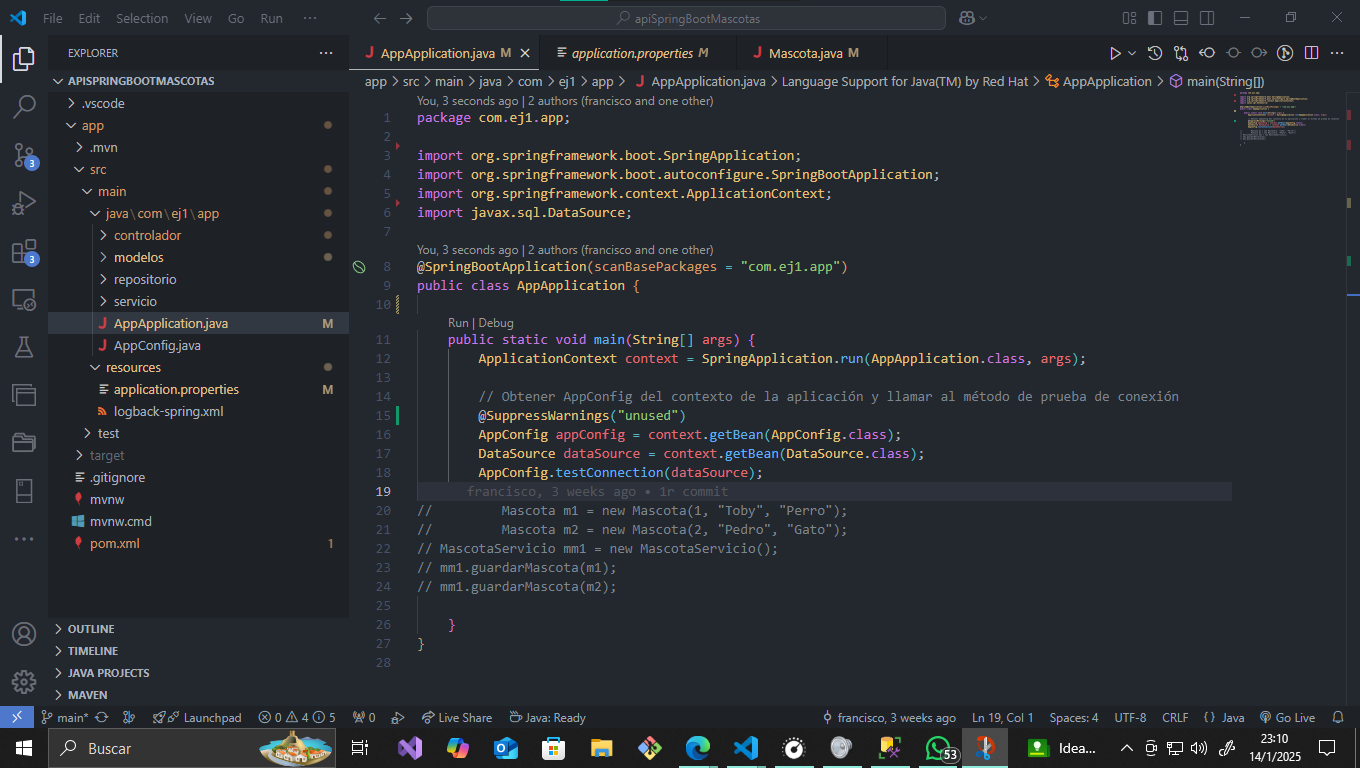 File Edit Selection View Go Run ··· apiSpringBootMascotas
EXPLORER ···
APISPRINGBOOTMASCOTAS
.vscode
app
.mvn
src
main
java\com\ej1\app
controlador
modelos
repositorio
servicio
AppApplication.java M
AppConfig.java
resources
application.properties M
logback-spring.xml
test
target
.gitignore
mvnw
mvnw.cmd
pom.xml 1
OUTLINE
TIMELINE
JAVA PROJECTS
MAVEN
3
3
AppApplication.java M application.properties M Mascota.java M
app > src > main > java > com > ej1 > app > AppApplication.java > Language Support for Java(TM) by Red Hat > AppApplication > main(String[])
You, 3 seconds ago | 2 authors (francisco and one other)
1 package com.ej1.app;
2
3 import org.springframework.boot.SpringApplication;
4 import org.springframework.boot.autoconfigure.SpringBootApplication;
5 import org.springframework.context.ApplicationContext;
6 import javax.sql.DataSource;
7
You, 3 seconds ago | 2 authors (francisco and one other)
8 @SpringBootApplication(scanBasePackages = "com.ej1.app")
9 public class AppApplication {
10
Run | Debug
11 public static void main(String[] args) {
12 ApplicationContext context = SpringApplication.run(AppApplication.class, args);
13
14 // Obtener AppConfig del contexto de la aplicación y llamar al método de prueba de conexión
15 @SuppressWarnings("unused")
16 AppConfig appConfig = context.getBean(AppConfig.class);
17 DataSource dataSource = context.getBean(DataSource.class);
18 AppConfig.testConnection(dataSource);
19 francisco, 3 weeks ago • 1r commit
20 // Mascota m1 = new Mascota(1, "Toby", "Perro");
21 // Mascota m2 = new Mascota(2, "Pedro", "Gato");
22 // MascotaServicio mm1 = new MascotaServicio();
23 // mm1.guardarMascota(m1);
24 // mm1.guardarMascota(m2);
25
26 }
27 }
28
main* Launchpad 0 4 5 0 Live Share Java: Ready francisco, 3 weeks ago Ln 19, Col 1 Spaces: 4 UTF-8 CRLF {} Java Go Live
Buscar 53 Idea... 23:10
14/1/2025